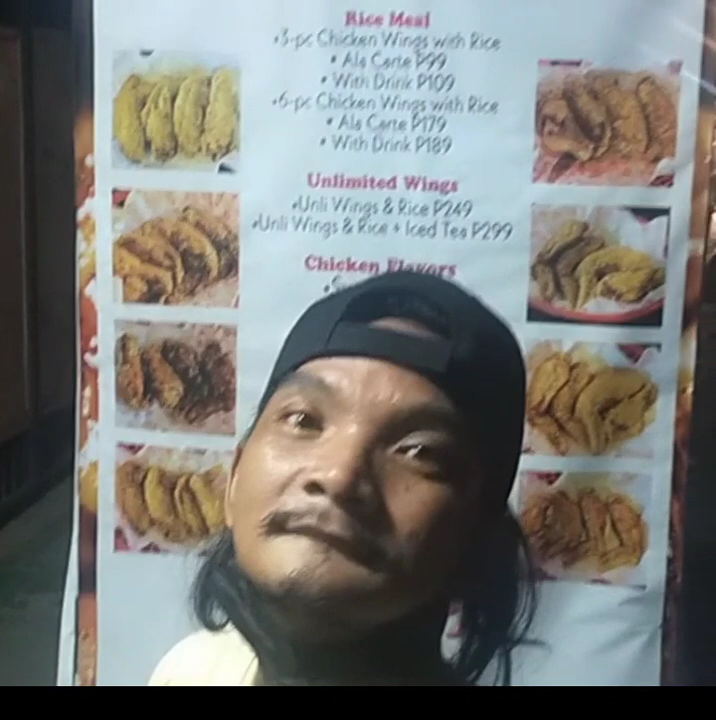 Rice Meal
•3-pc Chicken Wings with Rice
• Ala Carte P99
• With Drink P109
•6-pc Chicken Wings with Rice
• Ala Carte P179
• With Drink P189
Unlimited Wings
•Unli Wings & Rice P249
•Unli Wings & Rice + Iced Tea P299
Chicken Flavors